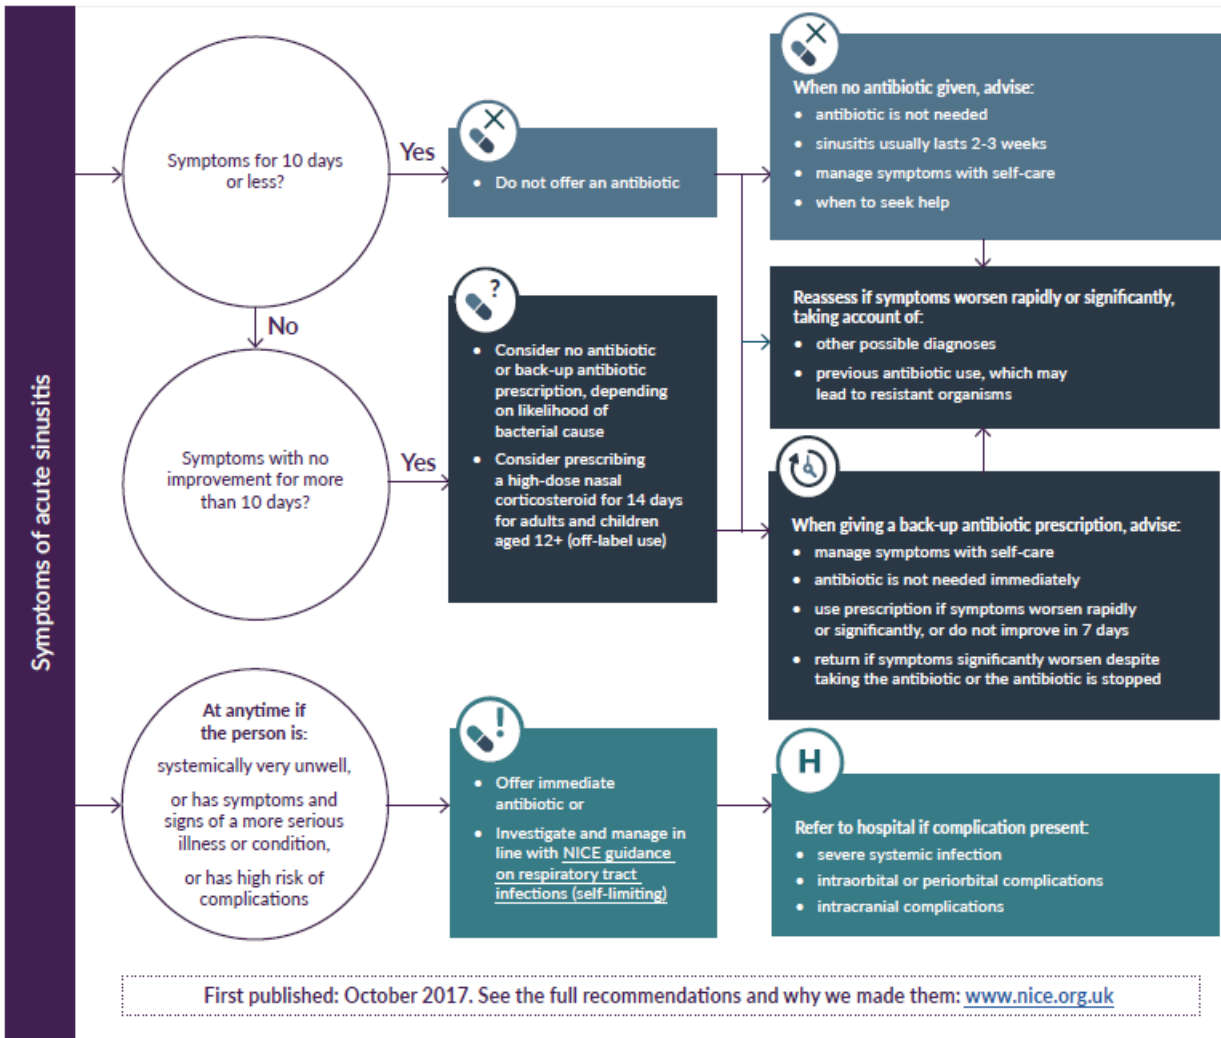 Symptoms of acute sinusitis
Symptoms for 10 days
or less?
Yes
• Do not offer an antibiotic
When no antibiotic given, advise:
• antibiotic is not needed
• sinusitis usually lasts 2-3 weeks
• manage symptoms with self-care
• when to seek help
No
Symptoms with no
improvement for more
than 10 days?
Yes
?
• Consider no antibiotic
or back-up antibiotic
prescription, depending
on likelihood of
bacterial cause
• Consider prescribing
a high-dose nasal
corticosteroid for 14 days
for adults and children
aged 12+ (off-label use)
Reassess if symptoms worsen rapidly or significantly,
taking account of:
• other possible diagnoses
• previous antibiotic use, which may
lead to resistant organisms
When giving a back-up antibiotic prescription, advise:
• manage symptoms with self-care
• antibiotic is not needed immediately
• use prescription if symptoms worsen rapidly
or significantly, or do not improve in 7 days
• return if symptoms significantly worsen despite
taking the antibiotic or the antibiotic is stopped
At anytime if
the person is:
systemically very unwell,
or has symptoms and
signs of a more serious
illness or condition,
or has high risk of
complications
!
• Offer immediate
antibiotic or
• Investigate and manage in
line with NICE guidance
on respiratory tract
infections (self-limiting)
H
Refer to hospital if complication present:
• severe systemic infection
• intraorbital or periorbital complications
• intracranial complications
First published: October 2017. See the full recommendations and why we made them: www.nice.org.uk